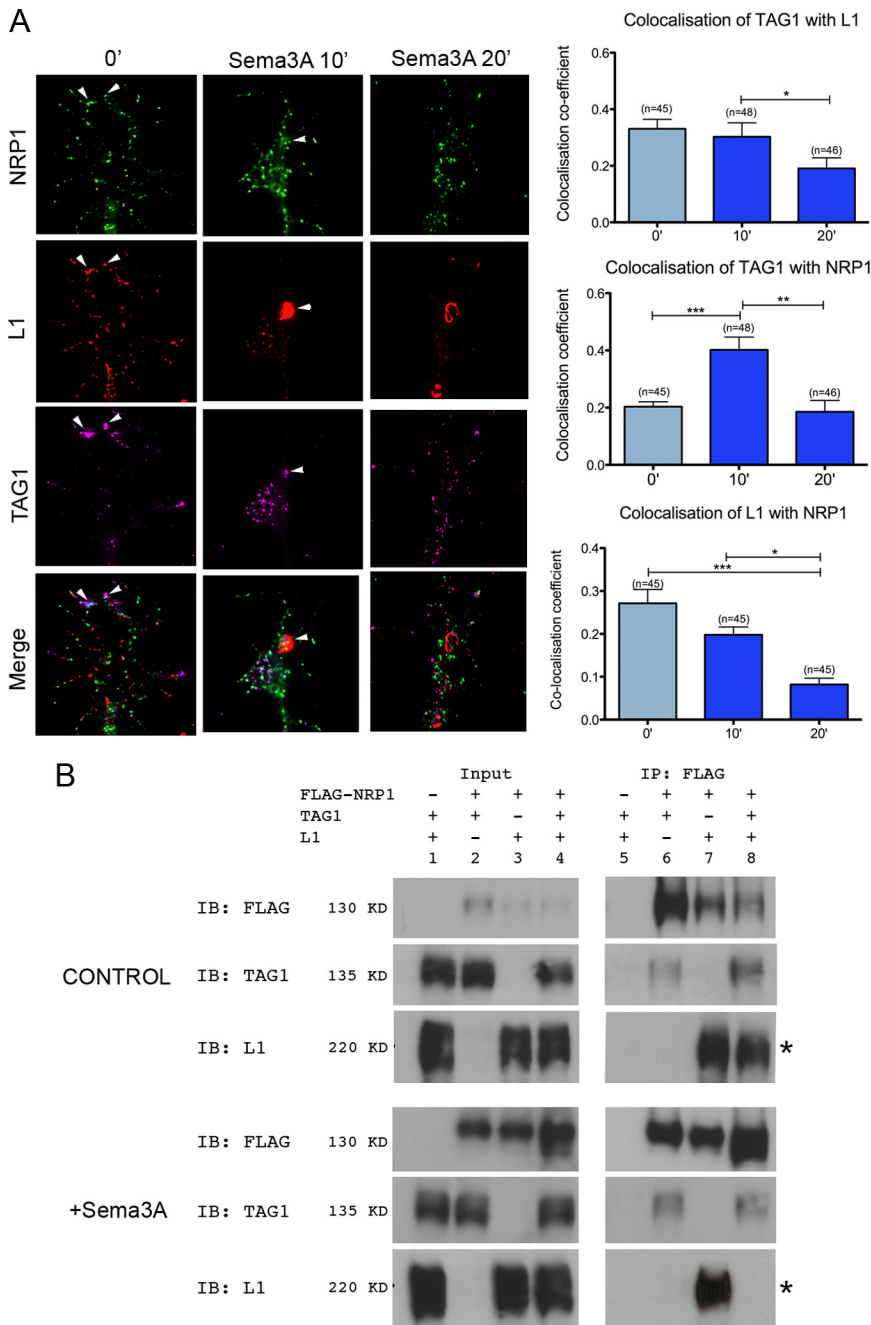 A
0’
Sema3A 10’
Sema3A 20’
NRP1
L1
TAG1
Merge
Colocalisation of TAG1 with L1
Colocalisation co-efficient
0.6
0.4
0.2
0.0
(n=45)
(n=48)
(n=46)
*
0'
10'
20'
Colocalisation of TAG1 with NRP1
Colocalisation coefficient
0.6
0.4
0.2
0.0
(n=45)
(n=48)
(n=46)
***
**
0'
10'
20'
Colocalisation of L1 with NRP1
Co-localisation coefficient
0.4
0.3
0.2
0.1
0.0
(n=45)
(n=45)
(n=45)
*
***
0'
10'
20'
B
Input IP: FLAG
FLAG-NRP1 – + + + – + + +
TAG1 + + – + + + – +
L1 + – + + + – + +
1 2 3 4 5 6 7 8
CONTROL
IB: FLAG 130 KD
IB: TAG1 135 KD
IB: L1 220 KD *
+Sema3A
IB: FLAG 130 KD
IB: TAG1 135 KD
IB: L1 220 KD *